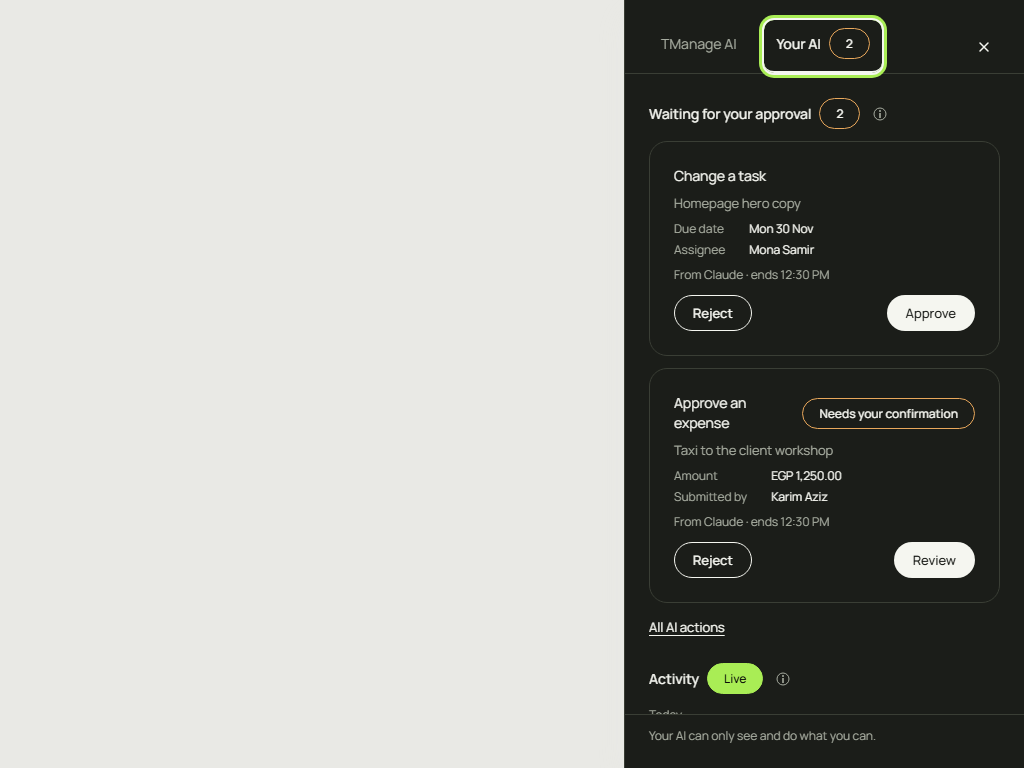 TManage AI
Your AI 2
Waiting for your approval 2
Change a task
Homepage hero copy
Due date Mon 30 Nov
Assignee Mona Samir
From Claude · ends 12:30 PM
Reject Approve
Approve an
expense
Needs your confirmation
Taxi to the client workshop
Amount EGP 1,250.00
Submitted by Karim Aziz
From Claude · ends 12:30 PM
Reject Review
All AI actions
Activity Live
Today
Your AI can only see and do what you can.